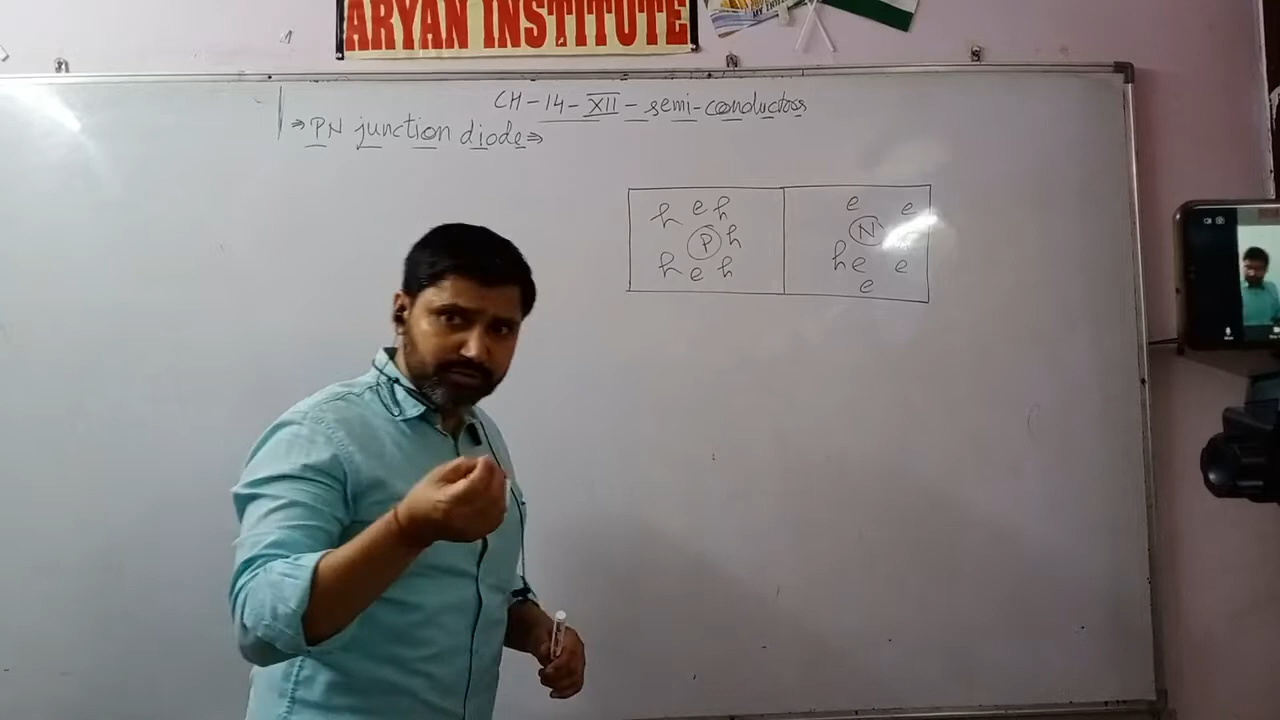 ARYAN INSTITUTE
CH-14-XII-semi-conductors
⇒PN junction diode⇒
h e h e e
P h N
h e h h e e
e